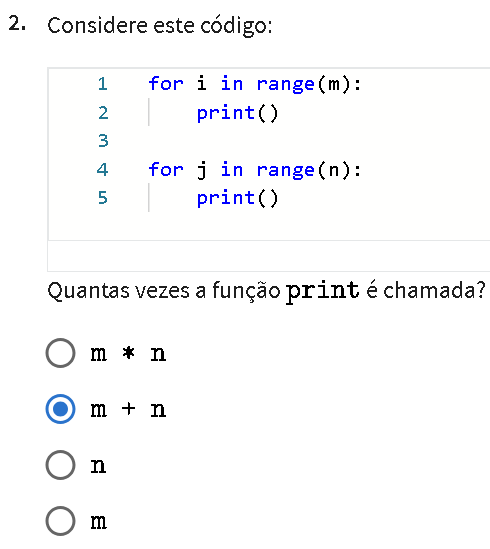 2. Considere este código:
1 for i in range(m):
2 print()
3
4 for j in range(n):
5 print()
Quantas vezes a função print é chamada?
m * n
m + n
n
m